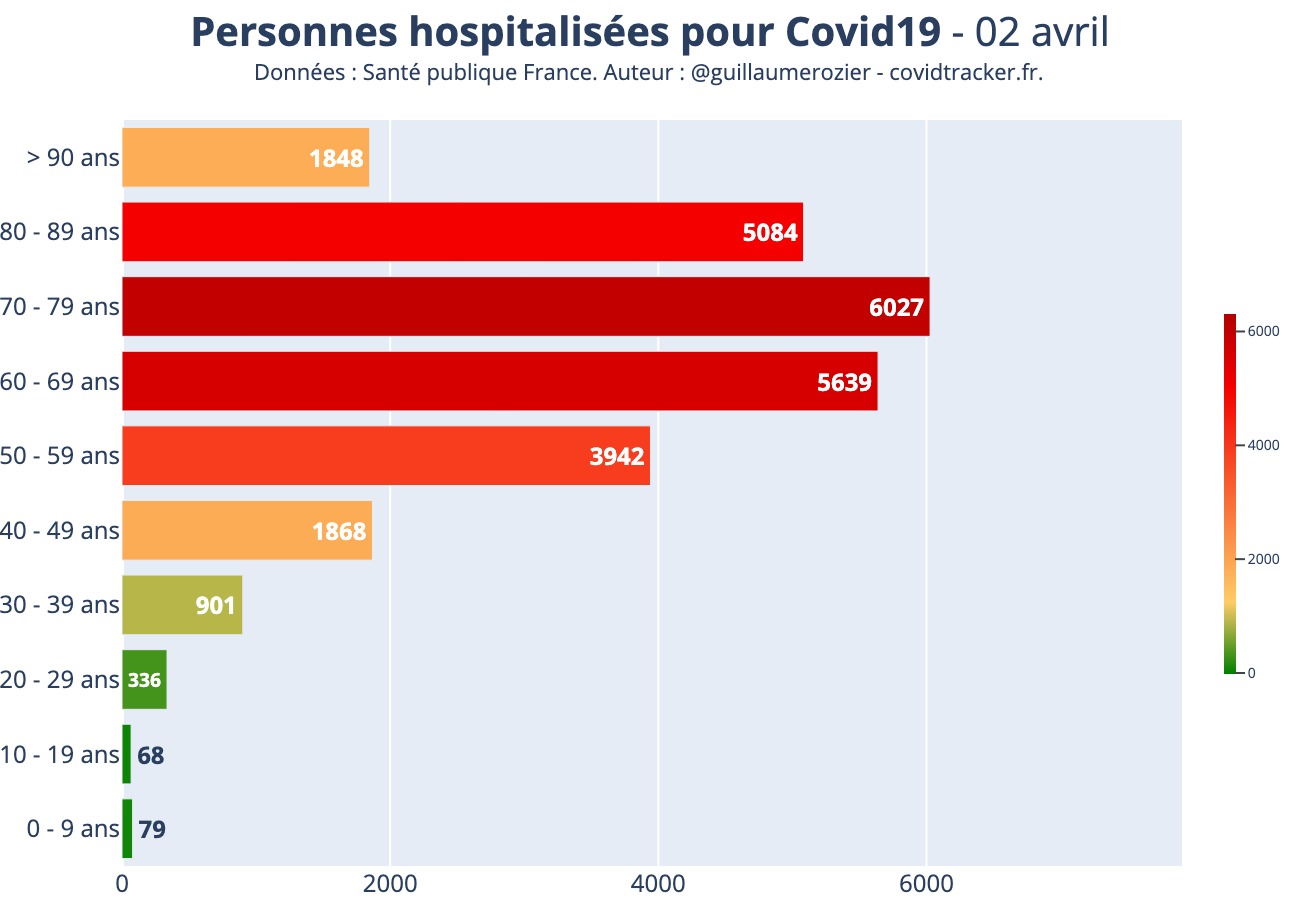 Personnes hospitalisées pour Covid19 - 02 avril
Données : Santé publique France. Auteur : @guillaumerozier - covidtracker.fr.
> 90 ans 1848
80 - 89 ans 5084
70 - 79 ans 6027
60 - 69 ans 5639
50 - 59 ans 3942
40 - 49 ans 1868
30 - 39 ans 901
20 - 29 ans 336
10 - 19 ans 68
0 - 9 ans 79
0 2000 4000 6000
6000
4000
2000
0